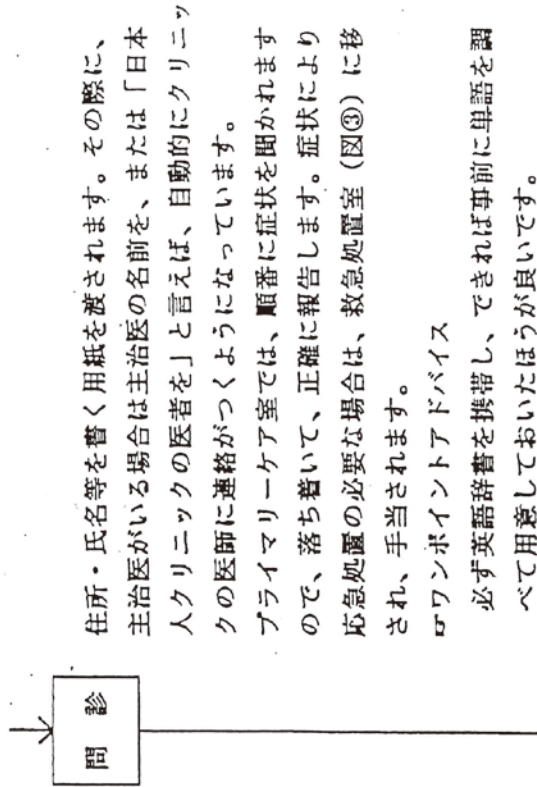 問診
住所・氏名等を書く用紙を渡されます。その際に、
主治医がいる場合は主治医の名前を、または「日本
人クリニックの医者を」と言えば、自動的にクリニッ
クの医師に連絡がつくようになっています。
プライマリーケア室では、順番に症状を聞かれます
ので、落ち着いて、正確に報告します。症状により
応急処置の必要な場合は、救急処置室(図③)に移
され、手当されます。
ワンポイントアドバイス
必ず英語辞書を携帯し、できれば事前に単語を調
べて用意しておいたほうが良いです。